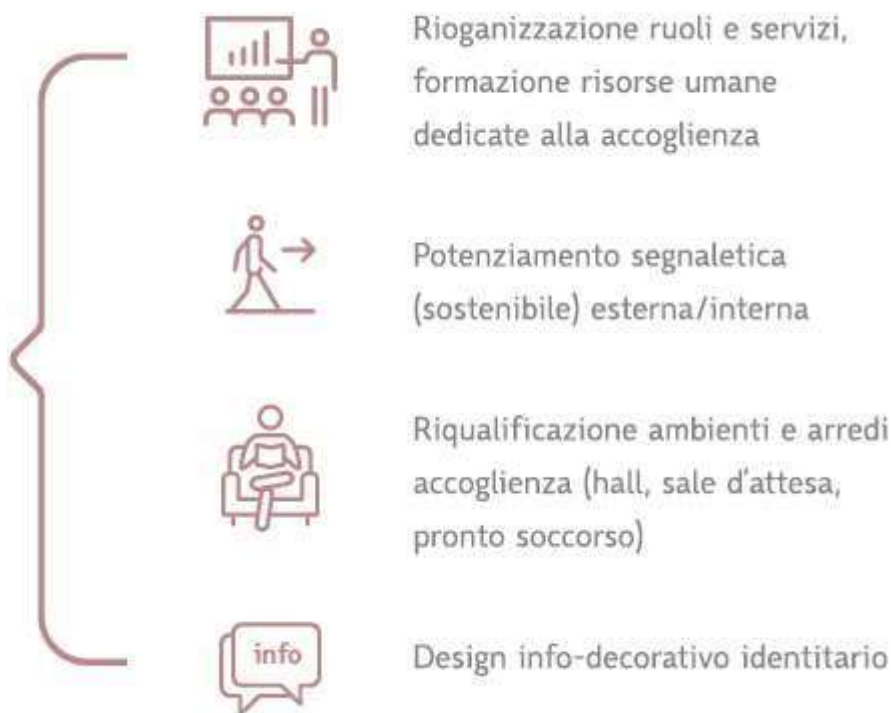 Rioganizzazione ruoli e servizi,
formazione risorse umane
dedicate alla accoglienza
Potenziamento segnaletica
(sostenibile) esterna/interna
Riqualificazione ambienti e arredi
accoglienza (hall, sale d'attesa,
pronto soccorso)
info
Design info-decorativo identitario